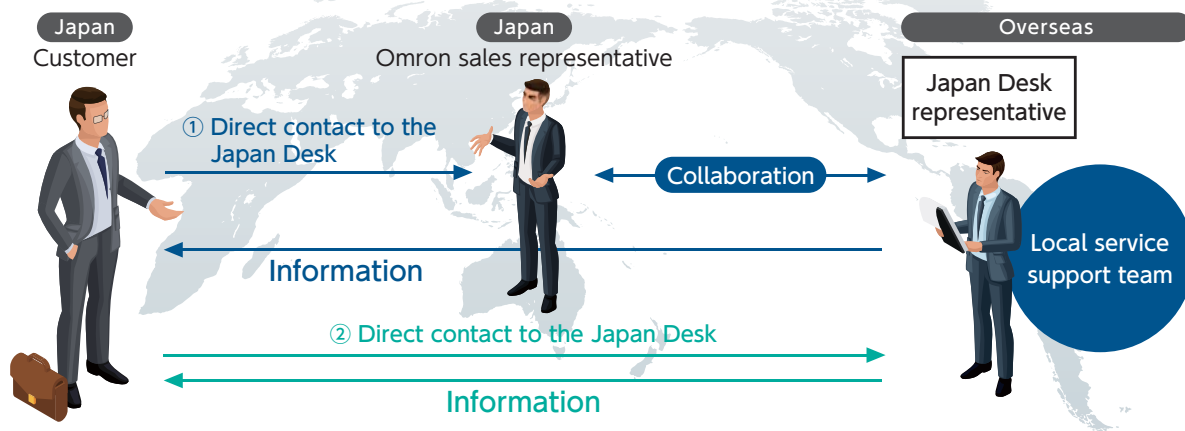 Japan
Customer
Japan
Omron sales representative
Overseas
Japan Desk
representative
① Direct contact to the
Japan Desk
Collaboration
Information
Local service
support team
② Direct contact to the Japan Desk
Information